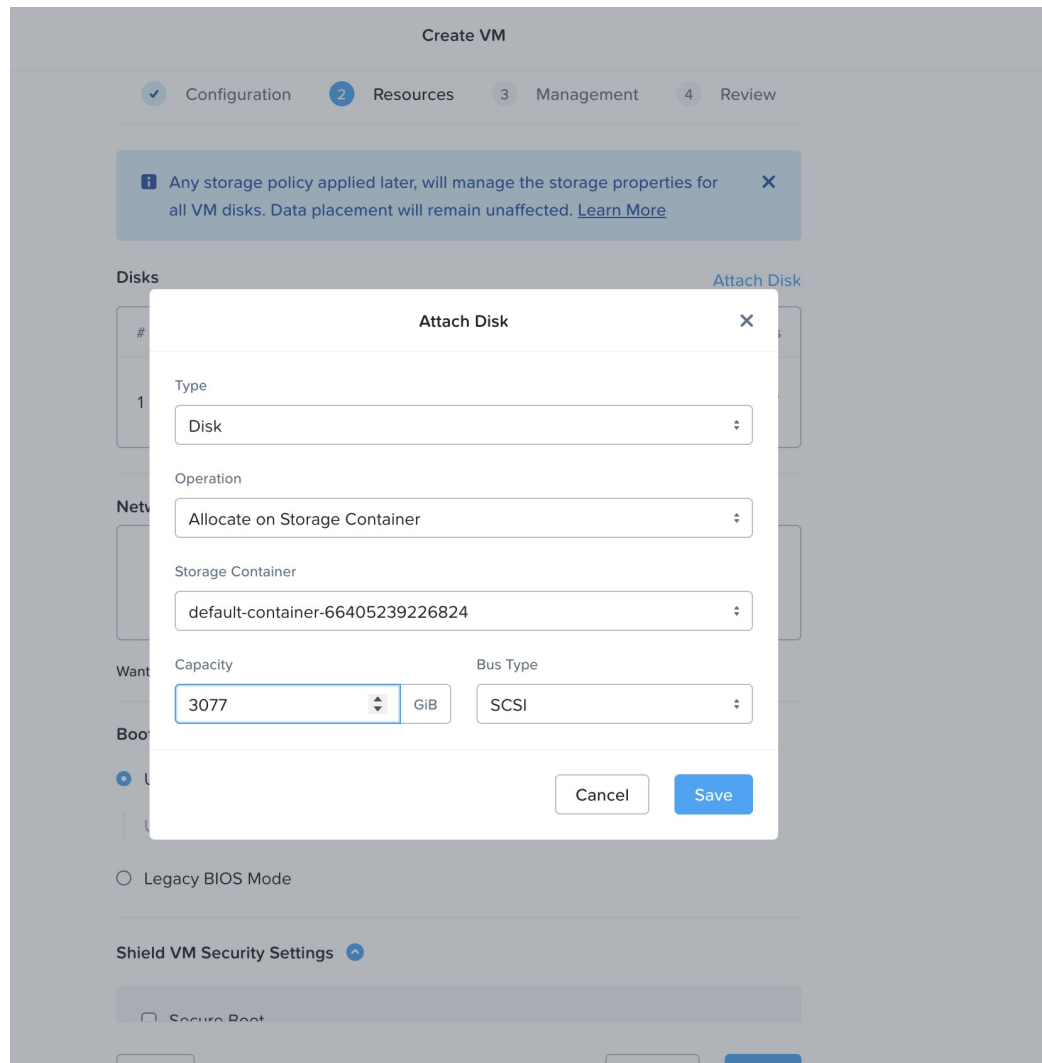 Create VM
Configuration 2 Resources 3 Management 4 Review
Any storage policy applied later, will manage the storage properties for
all VM disks. Data placement will remain unaffected. Learn More
Disks Attach Disk
#
Attach Disk
1
Type
Disk
Operation
Allocate on Storage Container
Storage Container
default-container-66405239226824
Want
Capacity Bus Type
3077 GiB SCSI
Cancel Save
Legacy BIOS Mode
Shield VM Security Settings
Secure Boot